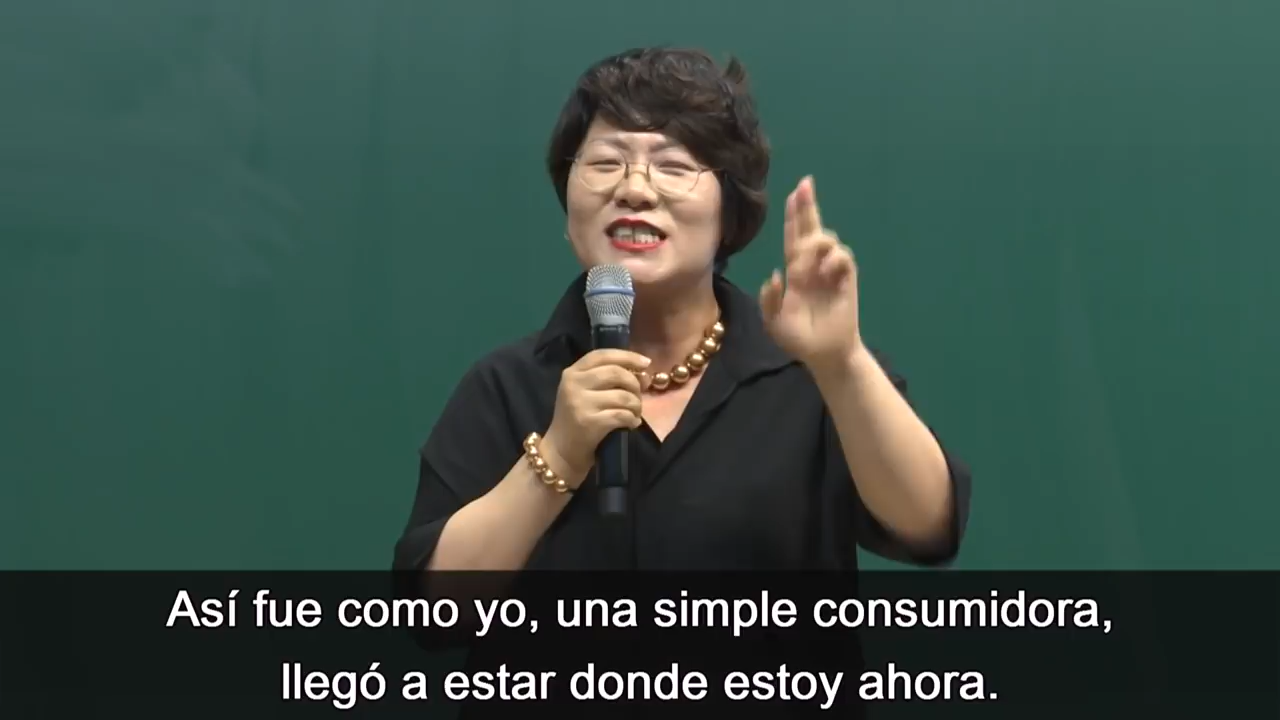 Así fue como yo, una simple consumidora,
llegó a estar donde estoy ahora.